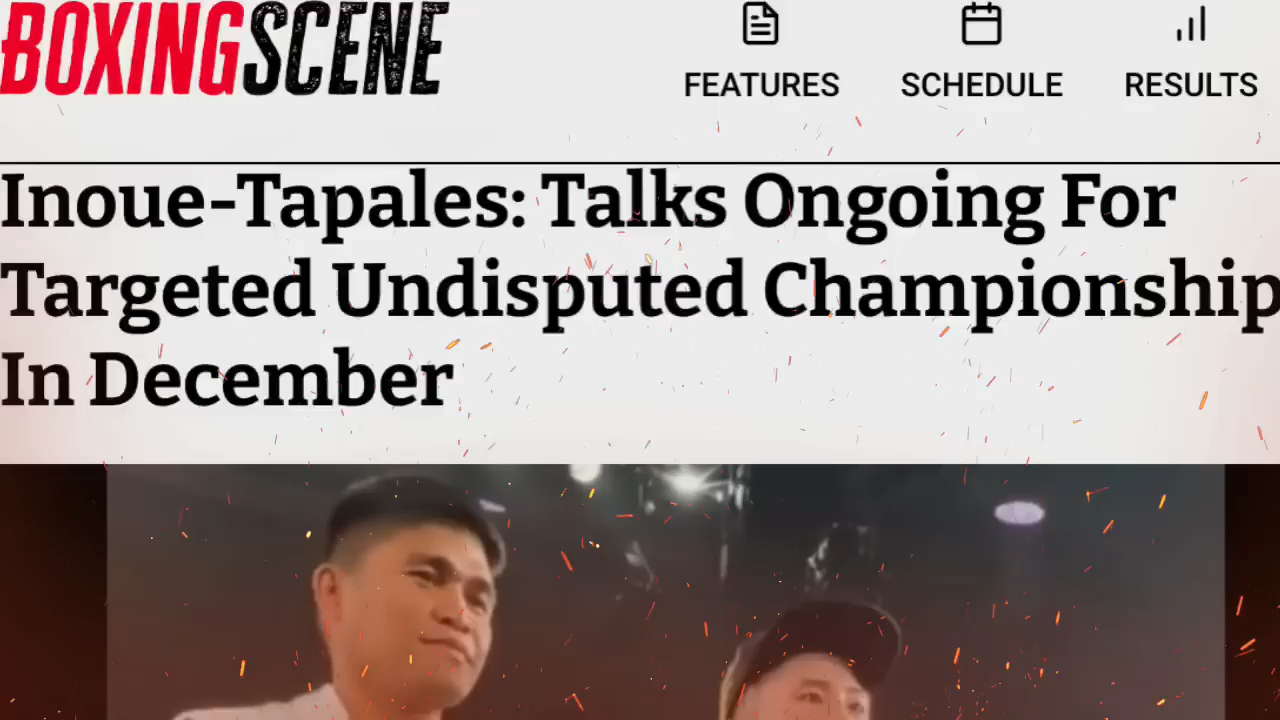 BOXINGSCENE
FEATURES
SCHEDULE
RESULTS
Inoue-Tapales: Talks Ongoing For
Targeted Undisputed Championship
In December